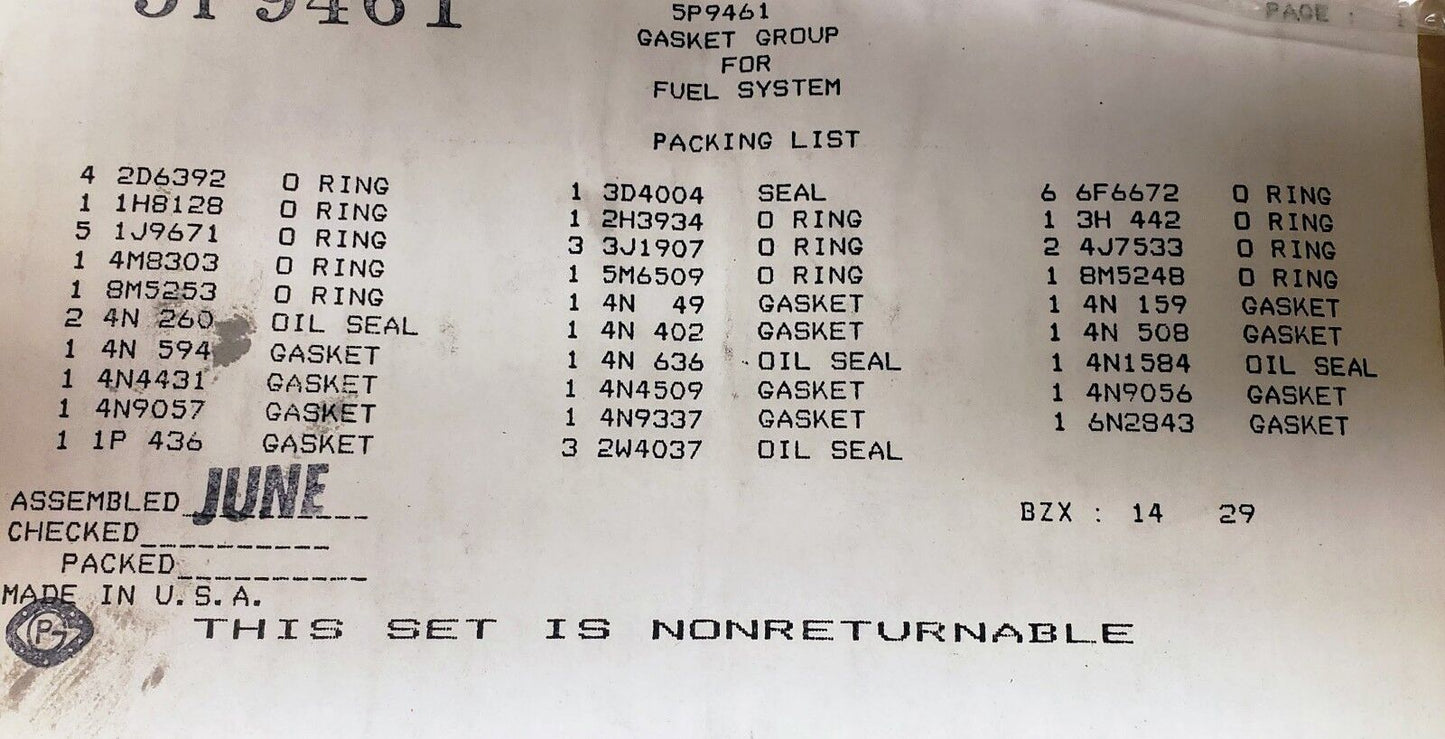 5P9461
PAGE : 1
5P9461
GASKET GROUP
FOR
FUEL SYSTEM
PACKING LIST
4 2D6392 O RING 1 3D4004 SEAL 6 6F6672 O RING
1 1H8128 O RING 1 2H3934 O RING 1 3H 442 O RING
5 1J9671 O RING 3 3J1907 O RING 2 4J7533 O RING
1 4M8303 O RING 1 5M6509 O RING 1 8M5248 O RING
1 8M5253 O RING 1 4N 49 GASKET 1 4N 159 GASKET
2 4N 260 OIL SEAL 1 4N 402 GASKET 1 4N 508 GASKET
1 4N 594 GASKET 1 4N 636 OIL SEAL 1 4N1584 OIL SEAL
1 4N4431 GASKET 1 4N4509 GASKET 1 4N9056 GASKET
1 4N9057 GASKET 1 4N9337 GASKET 1 6N2843 GASKET
1 1P 436 GASKET 3 2W4037 OIL SEAL
ASSEMBLED JUNE
BZX : 14 29
CHECKED__________
PACKED__________
MADE IN U.S.A.
PG THIS SET IS NONRETURNABLE